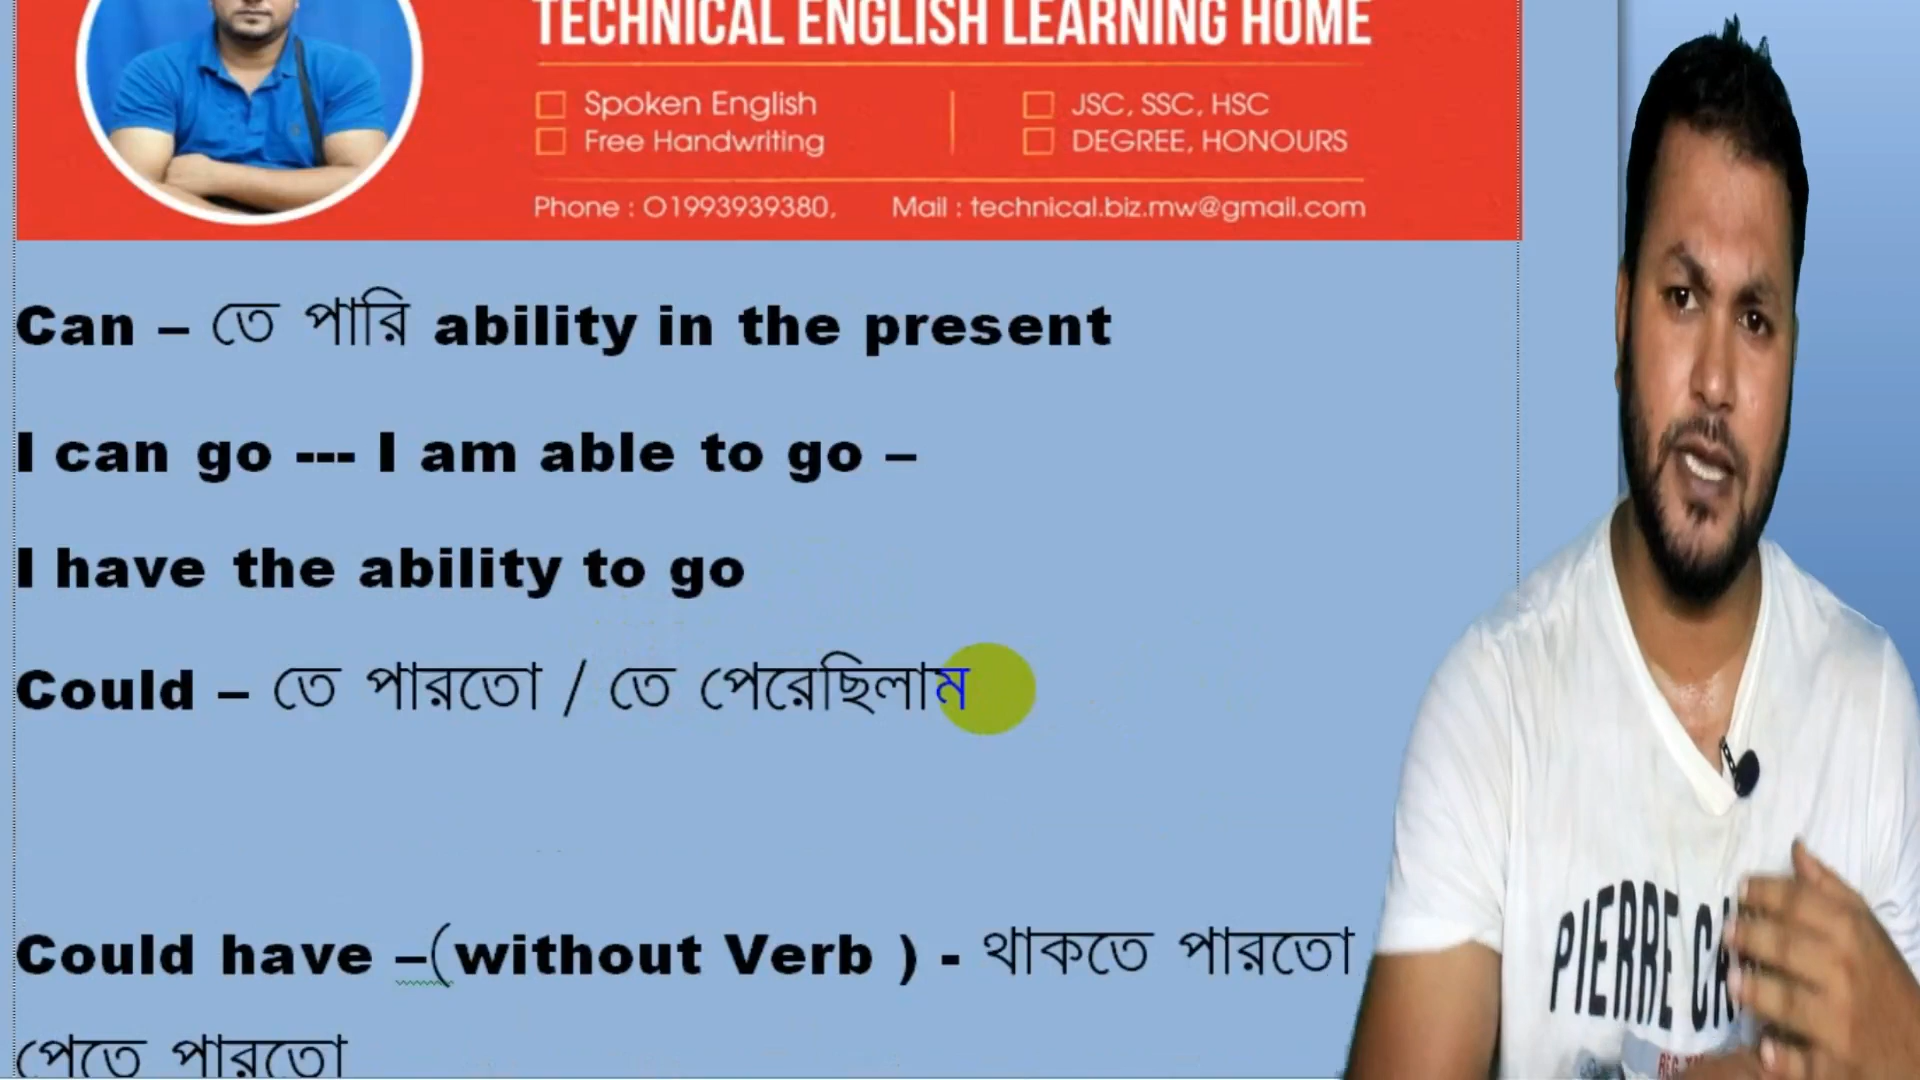 TECHNICAL ENGLISH LEARNING HOME
Spoken English
JSC, SSC, HSC
Free Handwriting
DEGREE, HONOURS
Phone : 01993939380, Mail : technical.biz.mw@gmail.com
Can – তে পারি ability in the present
I can go --- I am able to go –
I have the ability to go
Could – তে পারতো / তে পেরেছিলাম
Could have –(without Verb ) - থাকতে পারতো
পেতে পারতো
PIERRE